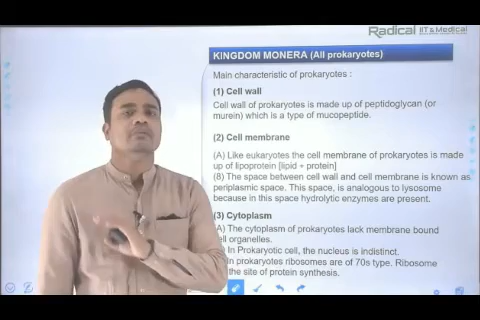 Radical IIT & Medical
KINGDOM MONERA (All prokaryotes)
Main characteristic of prokaryotes :
(1) Cell wall
Cell wall of prokaryotes is made up of peptidoglycan (or
murein) which is a type of mucopeptide.
(2) Cell membrane
(A) Like eukaryotes the cell membrane of prokaryotes is made
up of lipoprotein [lipid + protein]
(8) The space between cell wall and cell membrane is known as
periplasmic space. This space, is analogous to lysosome
because in this space hydrolytic enzymes are present.
(3) Cytoplasm
A) The cytoplasm of prokaryotes lack membrane bound
ell organelles.
In Prokaryotic cell, the nucleus is indistinct.
In prokaryotes ribosomes are of 70s type. Ribosome
the site of protein synthesis.